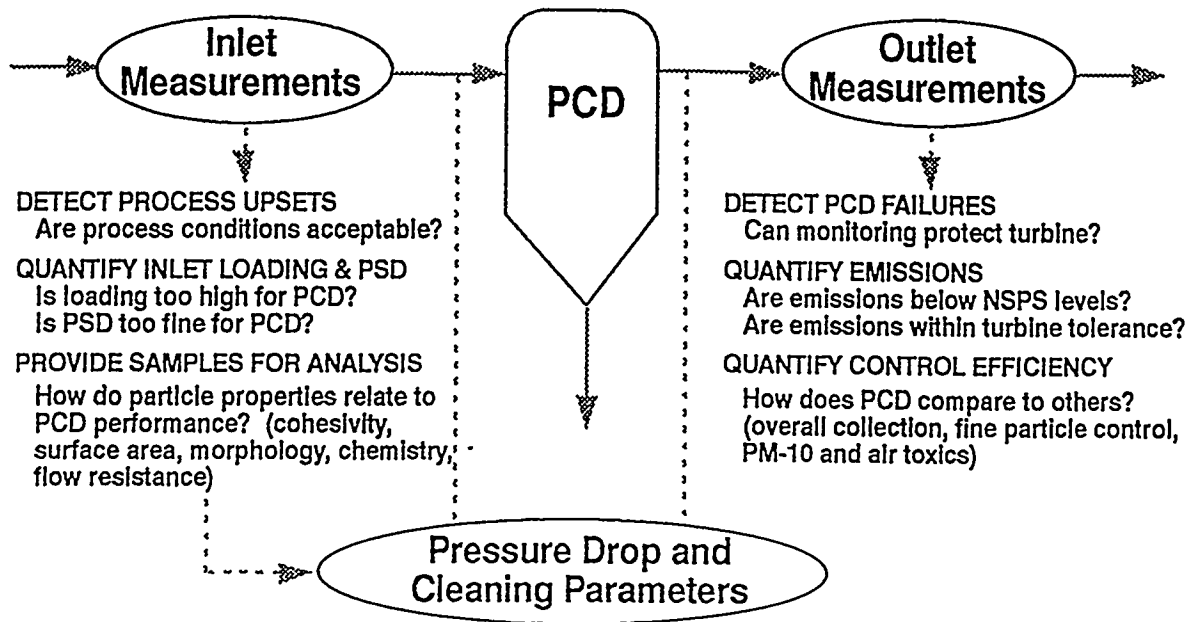 Inlet
Measurements
PCD
Outlet
Measurements
DETECT PROCESS UPSETS
Are process conditions acceptable?
QUANTIFY INLET LOADING & PSD
Is loading too high for PCD?
Is PSD too fine for PCD?
PROVIDE SAMPLES FOR ANALYSIS
How do particle properties relate to
PCD performance? (cohesivity,
surface area, morphology, chemistry,
flow resistance)
DETECT PCD FAILURES
Can monitoring protect turbine?
QUANTIFY EMISSIONS
Are emissions below NSPS levels?
Are emissions within turbine tolerance?
QUANTIFY CONTROL EFFICIENCY
How does PCD compare to others?
(overall collection, fine particle control,
PM-10 and air toxics)
Pressure Drop and
Cleaning Parameters